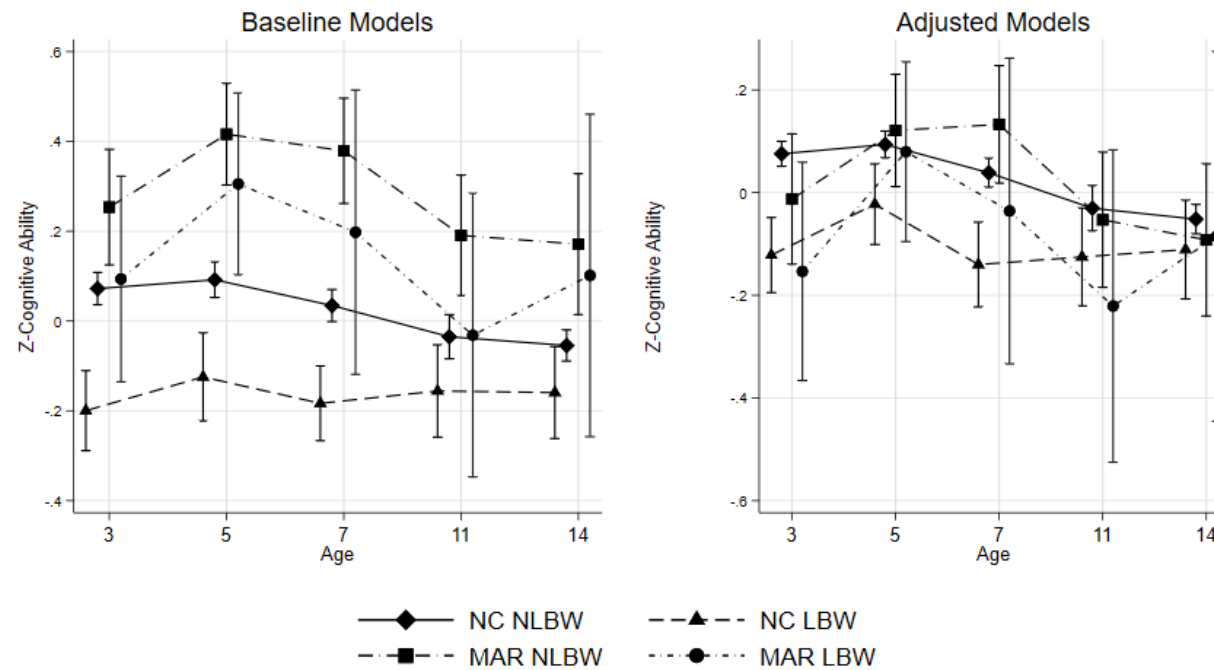 Baseline Models
Z-Cognitive Ability
.6
.4
.2
0
-.2
-.4
3 5 7 11 14
Age
Adjusted Models
Z-Cognitive Ability
.2
0
-.2
-.4
-.6
3 5 7 11 14
Age
NC NLBW NC LBW
MAR NLBW MAR LBW